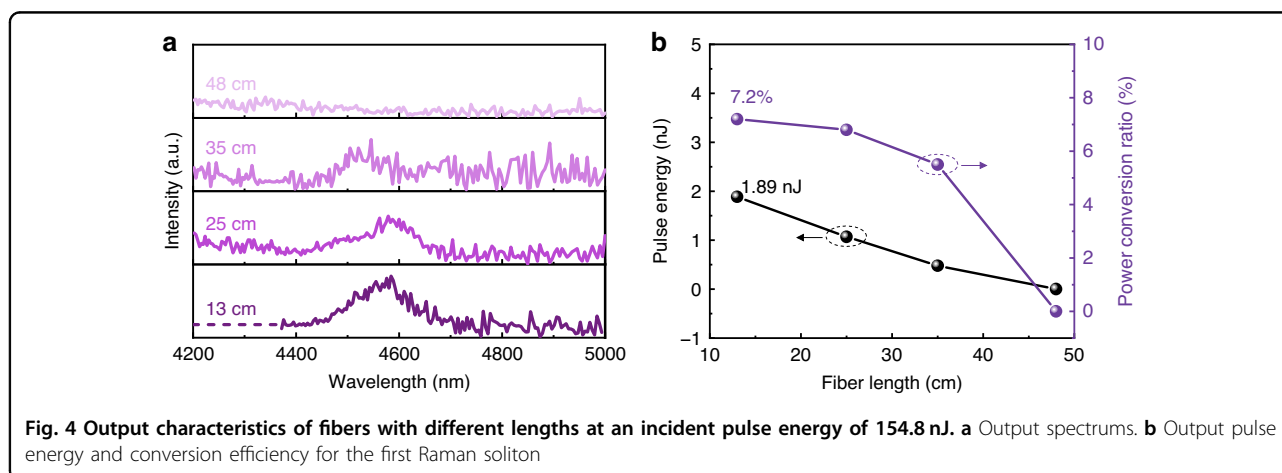 a
48 cm
35 cm
25 cm
13 cm
Intensity (a.u.)
4200 4400 4600 4800 5000
Wavelength (nm)
b
5
4
3
2
1
0
−1
Pulse energy (nJ)
7.2%
1.89 nJ
10
8
6
4
2
0
Power conversion ratio (%)
10 20 30 40 50
Fiber length (cm)
Fig. 4 Output characteristics of fibers with different lengths at an incident pulse energy of 154.8 nJ. a Output spectrums. b Output pulse
energy and conversion efficiency for the first Raman soliton